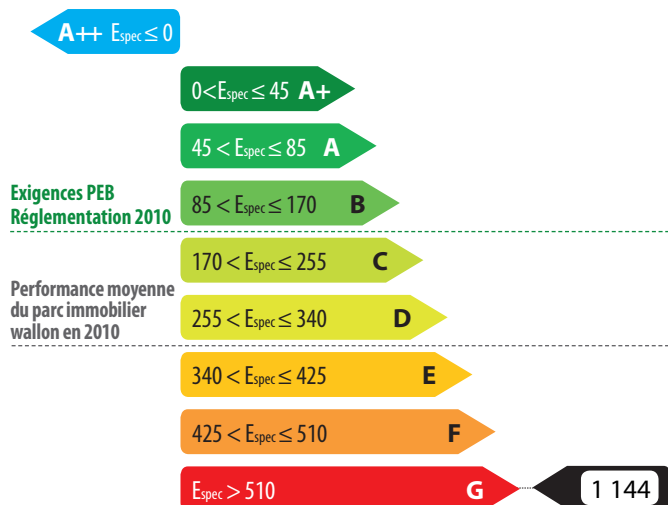 A++ Espec ≤ 0
0<Espec ≤ 45 A+
45 < Espec ≤ 85 A
Exigences PEB
Réglementation 2010
85 < Espec ≤ 170 B
170 < Espec ≤ 255 C
Performance moyenne
du parc immobilier
wallon en 2010
255 < Espec ≤ 340 D
340 < Espec ≤ 425 E
425 < Espec ≤ 510 F
Espec > 510 G
1 144